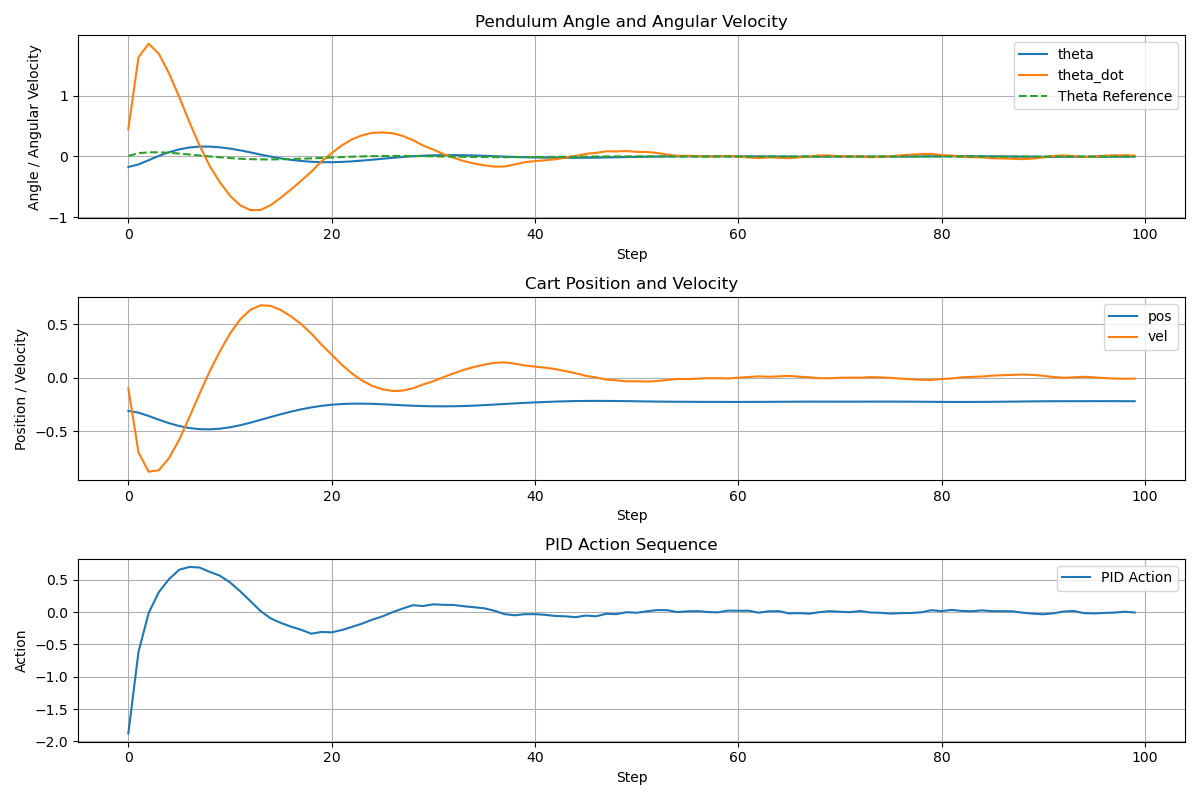 Pendulum Angle and Angular Velocity
Angle / Angular Velocity
1
0
−1
theta
theta_dot
Theta Reference
0
20
40
60
80
100
Step
Cart Position and Velocity
Position / Velocity
0.5
0.0
−0.5
pos
vel
0
20
40
60
80
100
Step
PID Action Sequence
Action
0.5
0.0
−0.5
−1.0
−1.5
−2.0
PID Action
0
20
40
60
80
100
Step